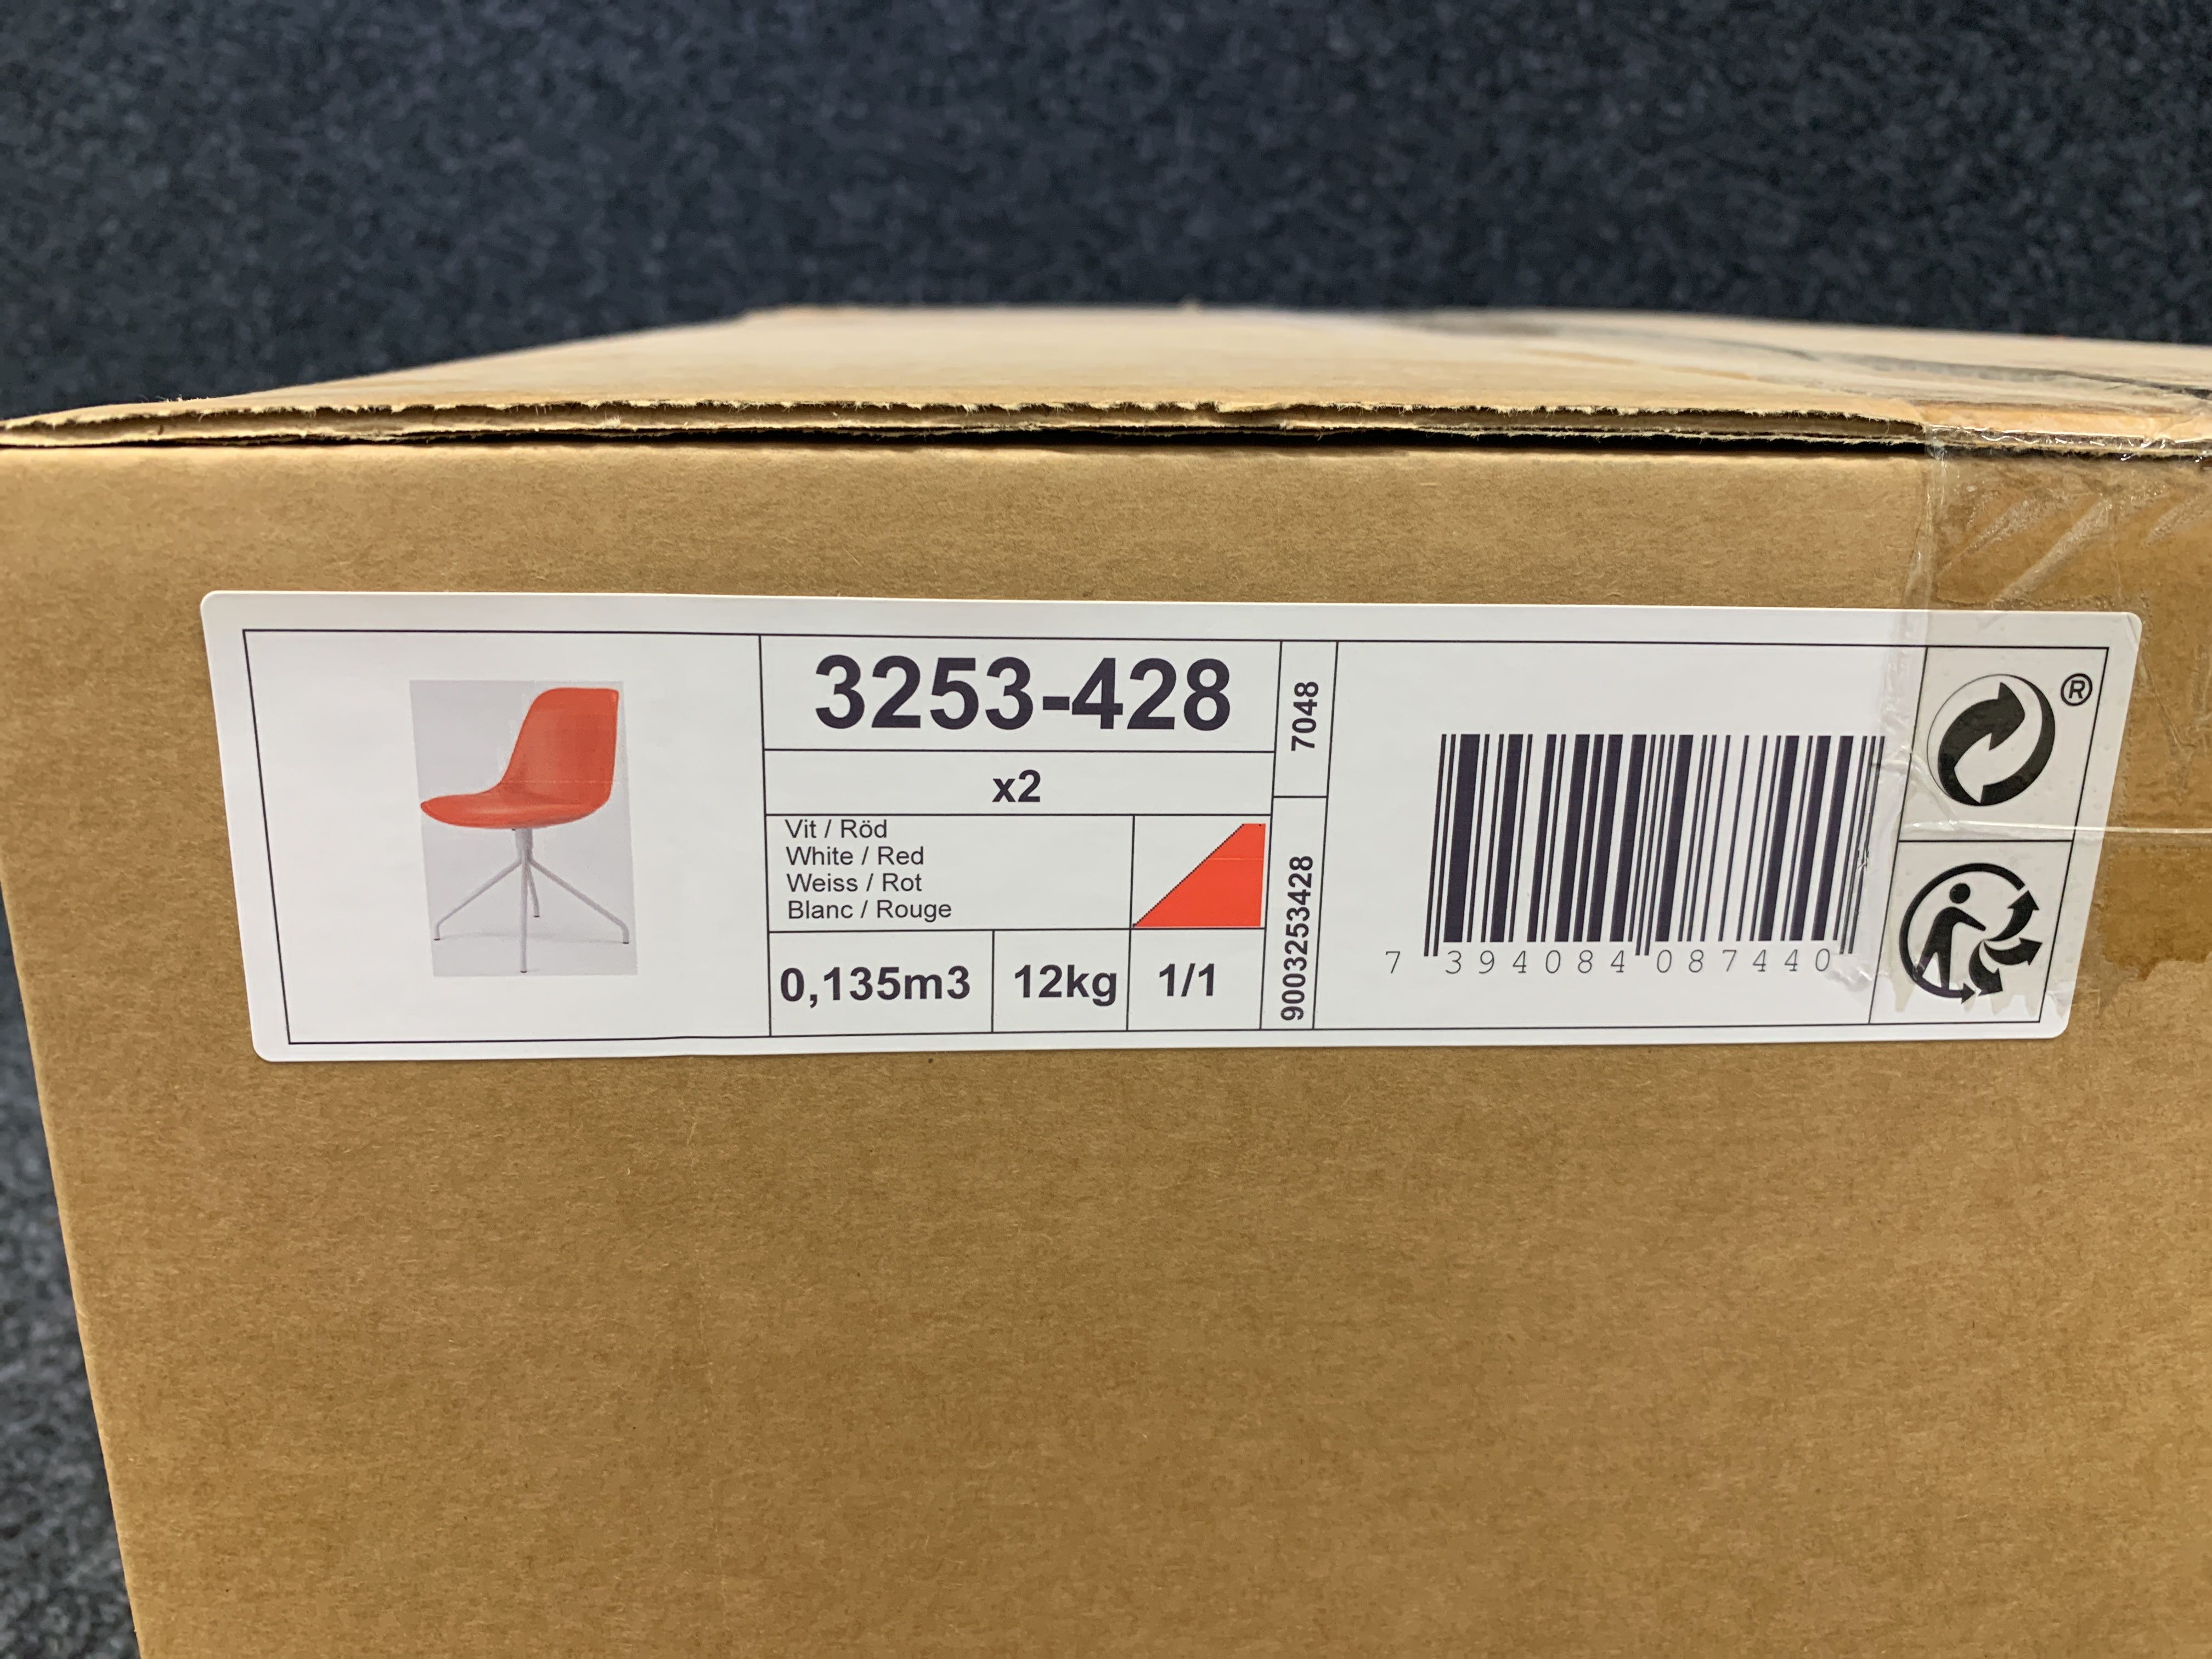 3253-428
x2
Vit / Röd
White / Red
Weiss / Rot
Blanc / Rouge
0,135m3
12kg
1/1
7048
9003253428
7 394084 087440
®